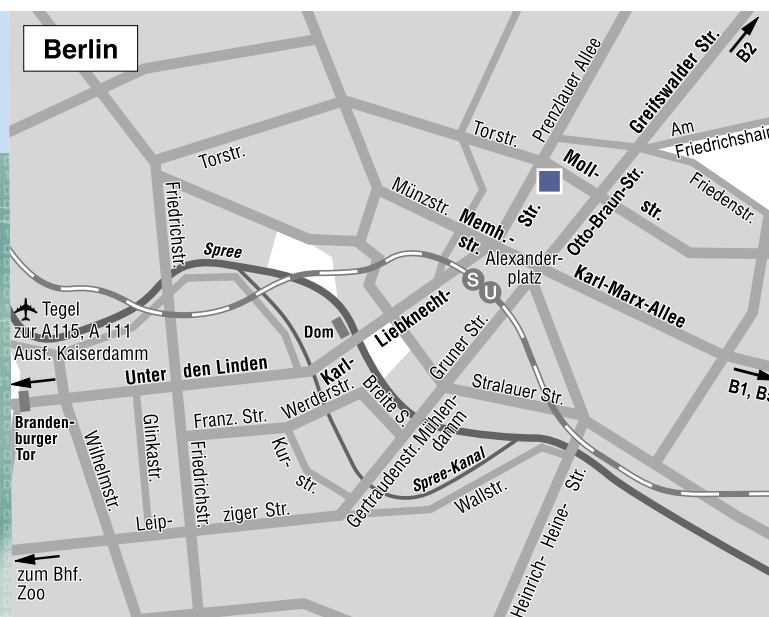 Berlin
B2
Greifswalder Str.
Prenzlauer Allee
Am
Friedrichshain
Torstr.
Torstr.
Moll-
str.
Friedenstr.
Friedrichstr.
Münzstr.
Memh.-
str.
Str.
Otto-Braun-Str.
Spree
Alexander-
platz
S
U
Karl-Marx-Allee
Tegel
zur A115, A 111
Ausf. Kaiserdamm
Dom
Liebknecht-
Karl-
Gruner Str.
Unter den Linden
B1, B5
Stralauer Str.
Werderstr.
Breite S.
Franz. Str.
Branden-
burger
Tor
Glinkastr.
Mühlen-
damm
Wilhelmstr.
Friedrichstr.
Kur-
str.
Gertraudenstr.
Spree-Kanal
Wallstr.
Leip-
ziger Str.
Heinrich- Heine- Str.
zum Bhf.
Zoo